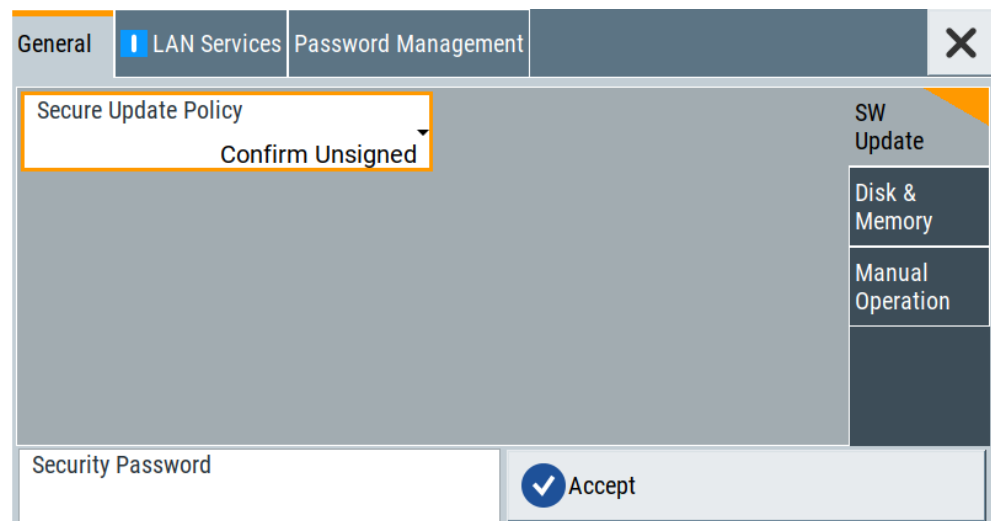 General
LAN Services
Password Management
Secure Update Policy
Confirm Unsigned
SW
Update
Disk &
Memory
Manual
Operation
Security Password
Accept